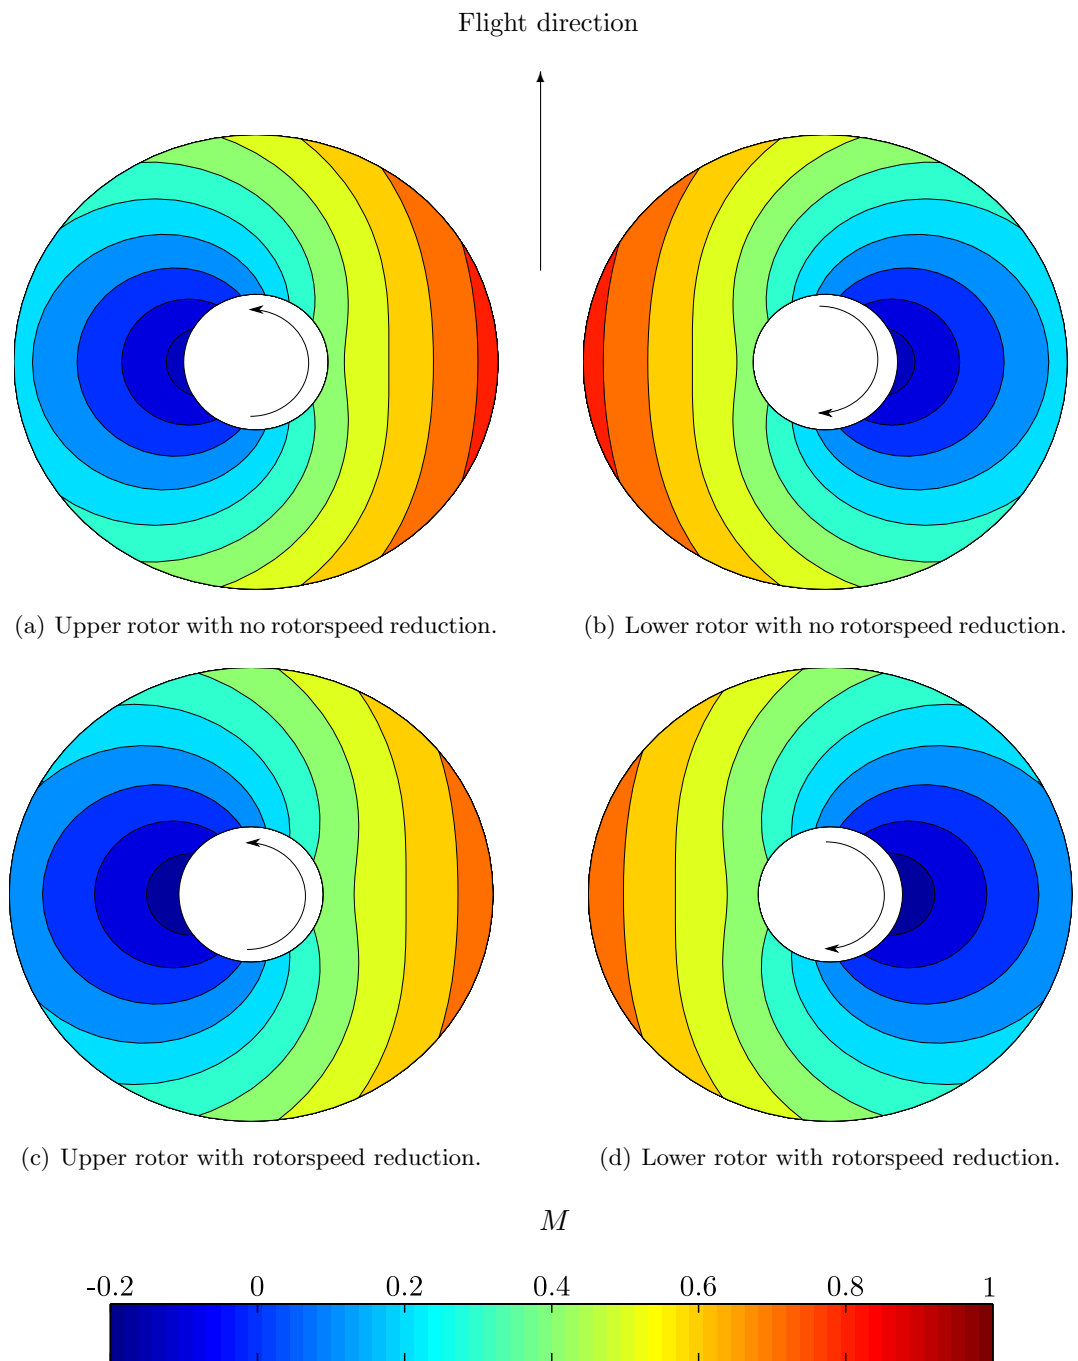 Flight direction
(a) Upper rotor with no rotorspeed reduction.
(b) Lower rotor with no rotorspeed reduction.
(c) Upper rotor with rotorspeed reduction.
(d) Lower rotor with rotorspeed reduction.
M
-0.2 0 0.2 0.4 0.6 0.8 1